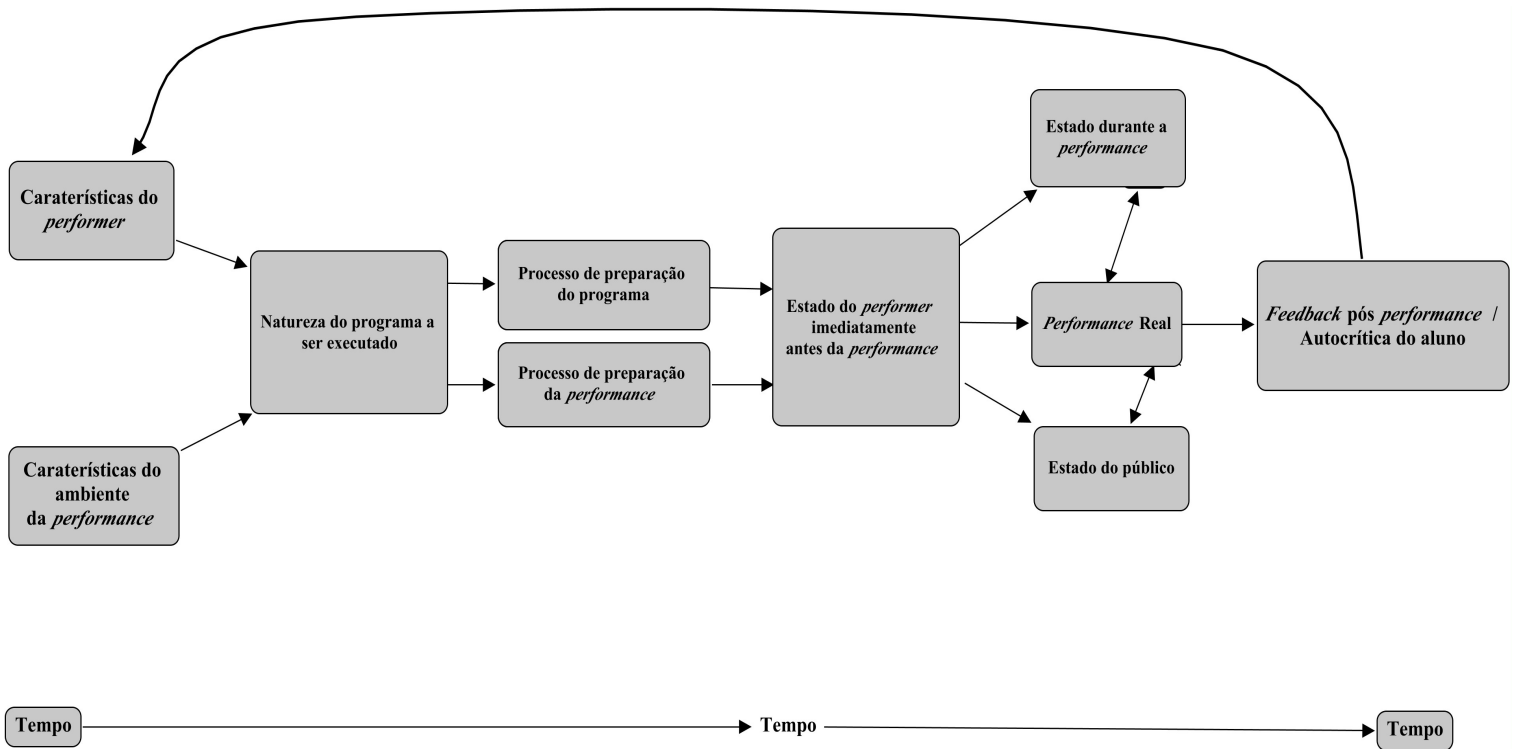 Caraterísticas do
performer
Caraterísticas do
ambiente
da performance
Natureza do programa a
ser executado
Processo de preparação
do programa
Processo de preparação
da performance
Estado do performer
imediatamente
antes da performance
Estado durante a
performance
Performance Real
Estado do público
Feedback pós performance /
Autocrítica do aluno
Tempo
Tempo
Tempo